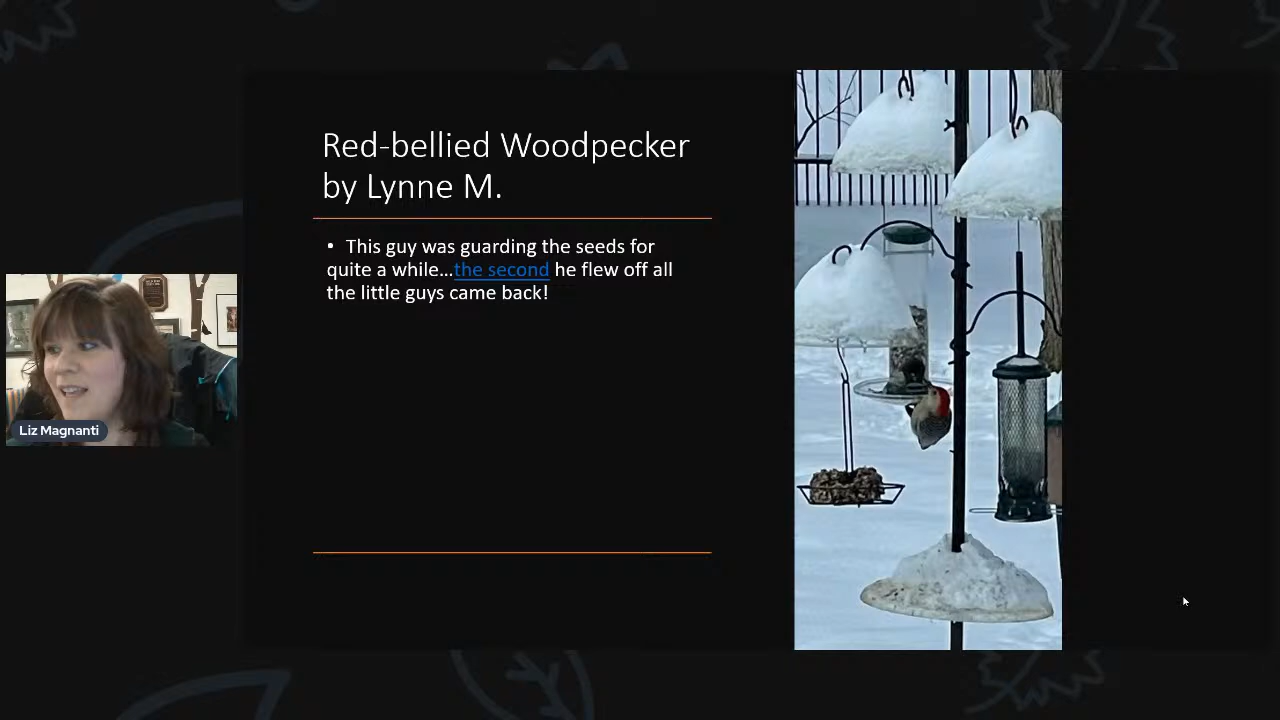 Red-bellied Woodpecker
by Lynne M.
• This guy was guarding the seeds for
quite a while...the second he flew off all
the little guys came back!
Liz Magnanti